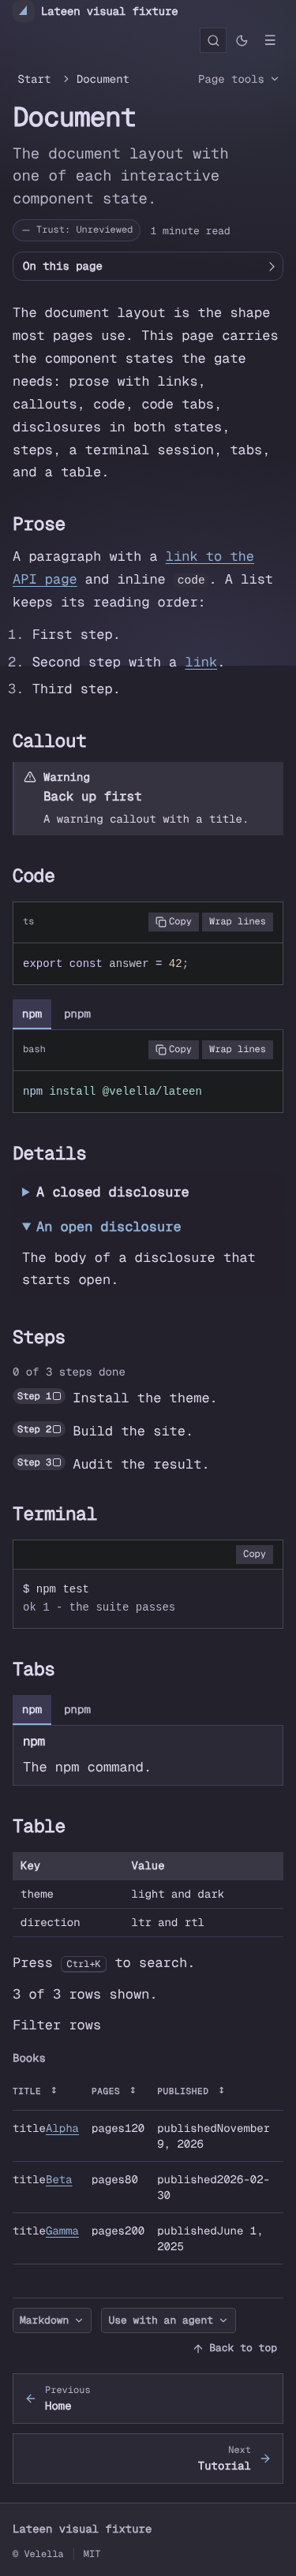 Lateen visual fixture
Start > Document Page tools
Document
The document layout with
one of each interactive
component state.
— Trust: Unreviewed 1 minute read
On this page
The document layout is the shape
most pages use. This page carries
the component states the gate
needs: prose with links,
callouts, code, code tabs,
disclosures in both states,
steps, a terminal session, tabs,
and a table.
Prose
A paragraph with a link to the
API page and inline code. A list
keeps its reading order:
1. First step.
2. Second step with a link.
3. Third step.
Callout
Warning
Back up first
A warning callout with a title.
Code
ts Copy Wrap lines
export const answer = 42;
npm pnpm
bash Copy Wrap lines
npm install @velella/lateen
Details
A closed disclosure
An open disclosure
The body of a disclosure that
starts open.
Steps
0 of 3 steps done
Step 1 Install the theme.
Step 2 Build the site.
Step 3 Audit the result.
Terminal
Copy
$ npm test
ok 1 - the suite passes
Tabs
npm pnpm
npm
The npm command.
Table
Key Value
theme light and dark
direction ltr and rtl
Press Ctrl+K to search.
3 of 3 rows shown.
Filter rows
Books
TITLE ↕ PAGES ↕ PUBLISHED ↕
titleAlpha pages120 publishedNovember
9, 2026
titleBeta pages80 published2026-02-
30
titleGamma pages200 publishedJune 1,
2025
Markdown Use with an agent
↑ Back to top
← Previous
Home
Next
Tutorial →
Lateen visual fixture
© Velella MIT